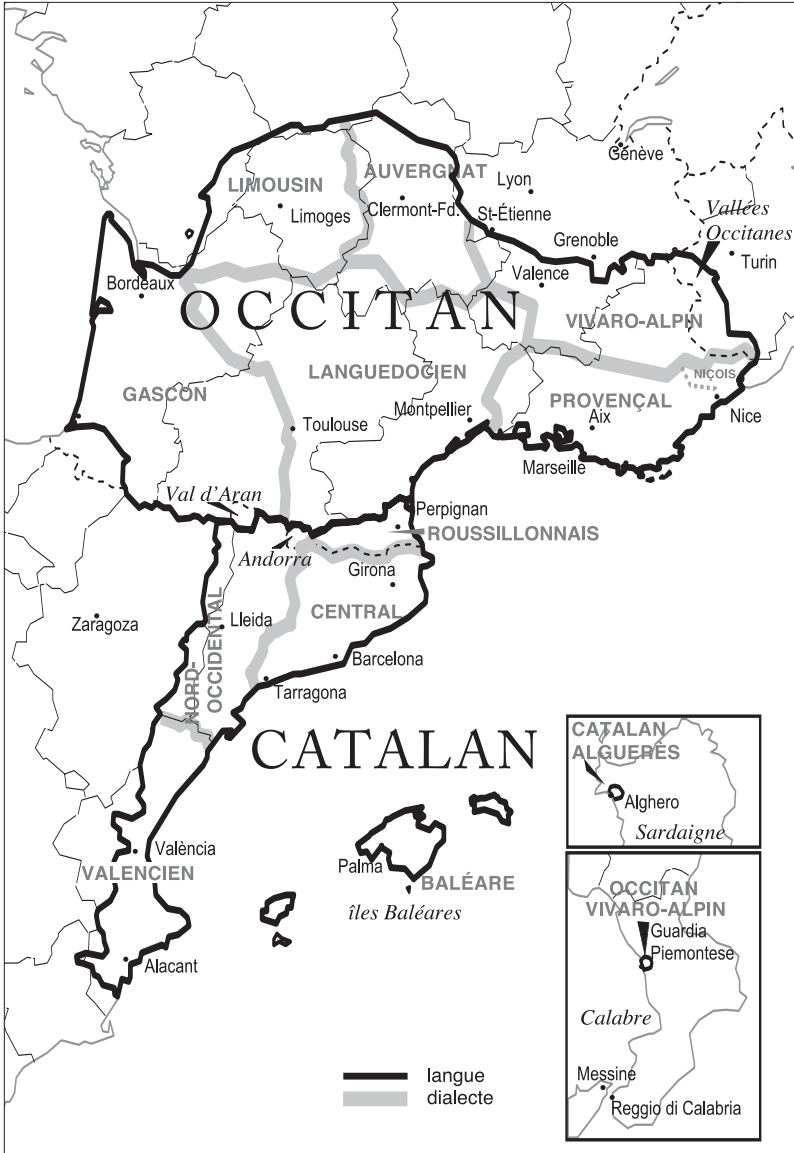 Genève
AUVERGNAT
LIMOUSIN
Lyon
Limoges
Clermont-Fd.
St-Étienne
Vallées
Occitanes
Grenoble
Turin
Bordeaux
Valence
OCCITAN
VIVARO-ALPIN
LANGUEDOCIEN
NIÇOIS
GASCON
PROVENÇAL
Montpellier
Aix
Nice
Toulouse
Marseille
Val d'Aran
Perpignan
ROUSSILLONNAIS
Andorra
Girona
CENTRAL
Zaragoza
Lleida
NORD-
OCCIDENTAL
Barcelona
Tarragona
CATALAN
CATALAN
ALGUERÈS
Alghero
Sardaigne
València
Palma
VALENCIEN
BALÉARE
îles Baléares
Alacant
OCCITAN
VIVARO-ALPIN
Guardia
Piemontese
Calabre
Messine
Reggio di Calabria
langue
dialecte